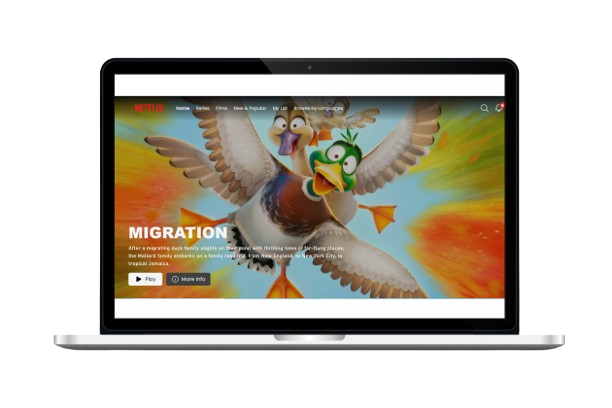 NETFLIX
Home Series Films New & Popular My List Browse by Languages
MIGRATION
After a migrating duck family alights on their pond with thrilling tales of far-flung places,
the Mallard family embarks on a family road trip, from New England, to New York City, to
tropical Jamaica.
Play More Info